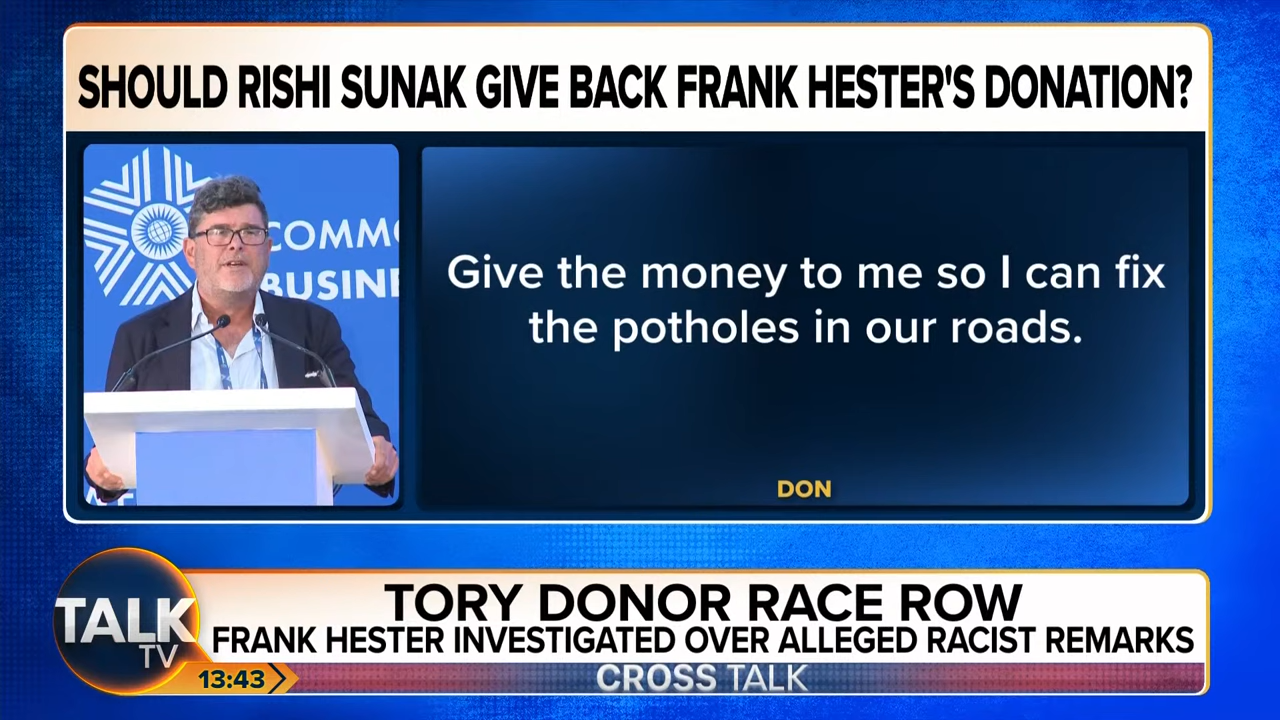 SHOULD RISHI SUNAK GIVE BACK FRANK HESTER'S DONATION?
COMMO
BUSINE
Give the money to me so I can fix
the potholes in our roads.
DON
TORY DONOR RACE ROW
FRANK HESTER INVESTIGATED OVER ALLEGED RACIST REMARKS
TALK
TV
13:43
CROSS TALK